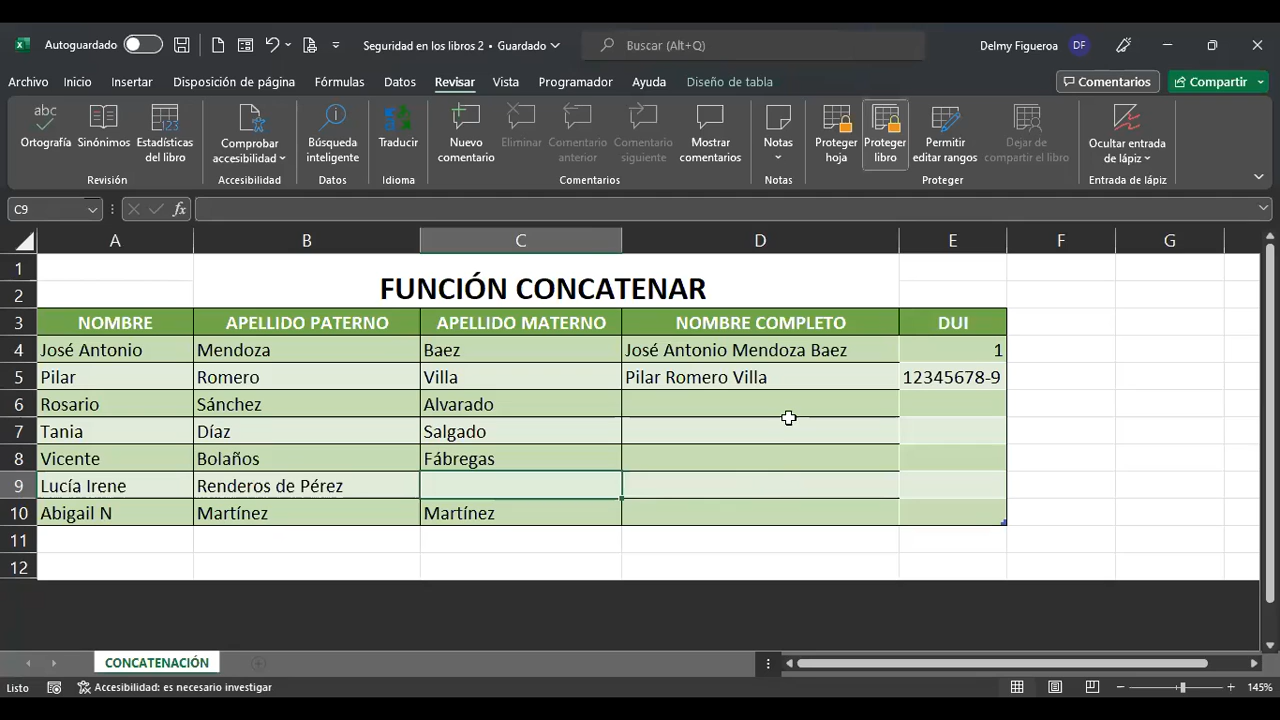 Autoguardado Seguridad en los libros 2 • Guardado Buscar (Alt+Q) Delmy Figueroa DF
Archivo Inicio Insertar Disposición de página Fórmulas Datos Revisar Vista Programador Ayuda Diseño de tabla Comentarios Compartir
Ortografía Sinónimos Estadísticas del libro Comprobar accesibilidad Búsqueda inteligente Traducir Nuevo comentario Eliminar Comentario anterior Comentario siguiente Mostrar comentarios Notas Proteger hoja Proteger libro Permitir editar rangos Dejar de compartir el libro Ocultar entrada de lápiz
Revisión Accesibilidad Datos Idioma Comentarios Notas Proteger Entrada de lápiz
C9 fx
A B C D E F G
1
2 FUNCIÓN CONCATENAR
3 NOMBRE APELLIDO PATERNO APELLIDO MATERNO NOMBRE COMPLETO DUI
4 José Antonio Mendoza Baez José Antonio Mendoza Baez 1
5 Pilar Romero Villa Pilar Romero Villa 12345678-9
6 Rosario Sánchez Alvarado
7 Tania Díaz Salgado
8 Vicente Bolaños Fábregas
9 Lucía Irene Renderos de Pérez
10 Abigail N Martínez Martínez
11
12
CONCATENACIÓN
Listo Accesibilidad: es necesario investigar 145%